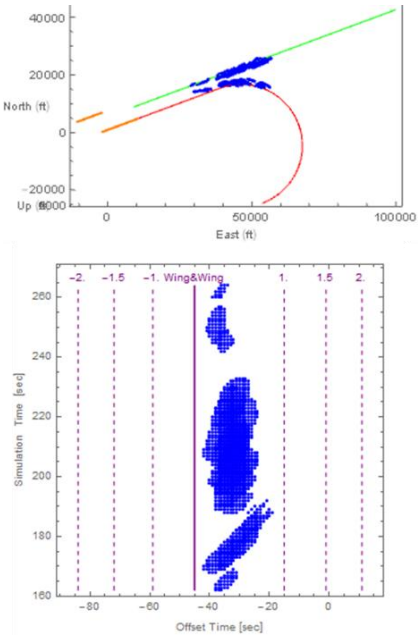 40000
20000
North (ft)
0
-20000
Up (ft)
0
50000
100000
East (ft)
-2. -1.5 -1. Wing&Wing 1. 1.5 2.
260
240
220
200
180
160
Simulation Time [sec]
-80 -60 -40 -20 0
Offset Time [sec]